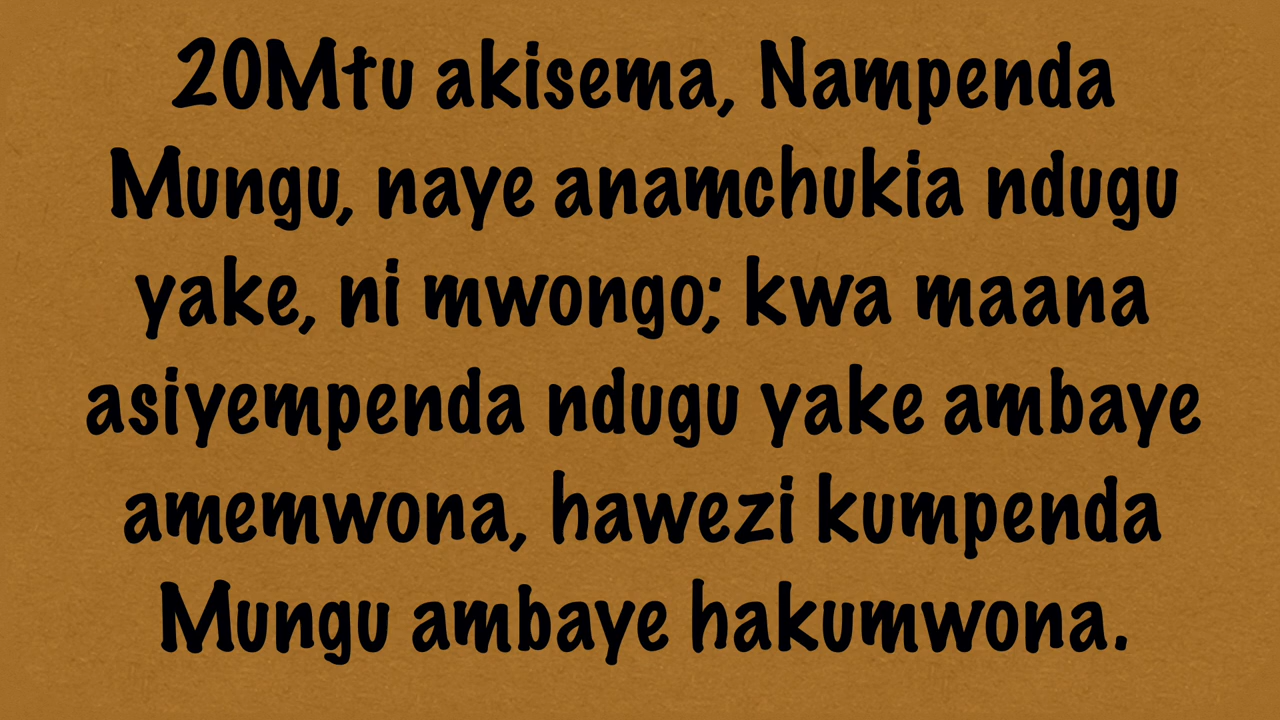 20Mtu akisema, Nampenda
Mungu, naye anamchukia ndugu
yake, ni mwongo; kwa maana
asiyempenda ndugu yake ambaye
amemwona, hawezi kumpenda
Mungu ambaye hakumwona.